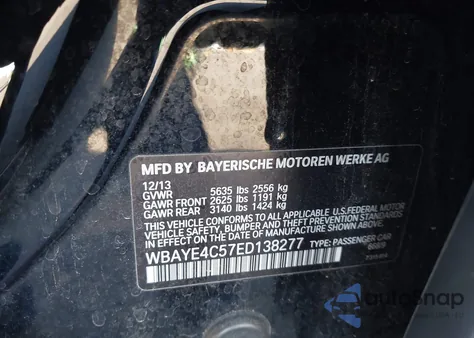 MFD BY BAYERISCHE MOTOREN WERKE AG
12/13
GVWR 5635 lbs 2556 kg
GAWR FRONT 2625 lbs 1191 kg
GAWR REAR 3140 lbs 1424 kg
THIS VEHICLE CONFORMS TO ALL APPLICABLE U.S.FEDERAL MOTOR
VEHICLE SAFETY, BUMPER, AND THEFT PREVENTION STANDARDS
IN EFFECT ON THE DATE OF MANUFACTURE SHOWN ABOVE.
WBAYE4C57ED138277 TYPE: PASSENGER CAR
autoSnap